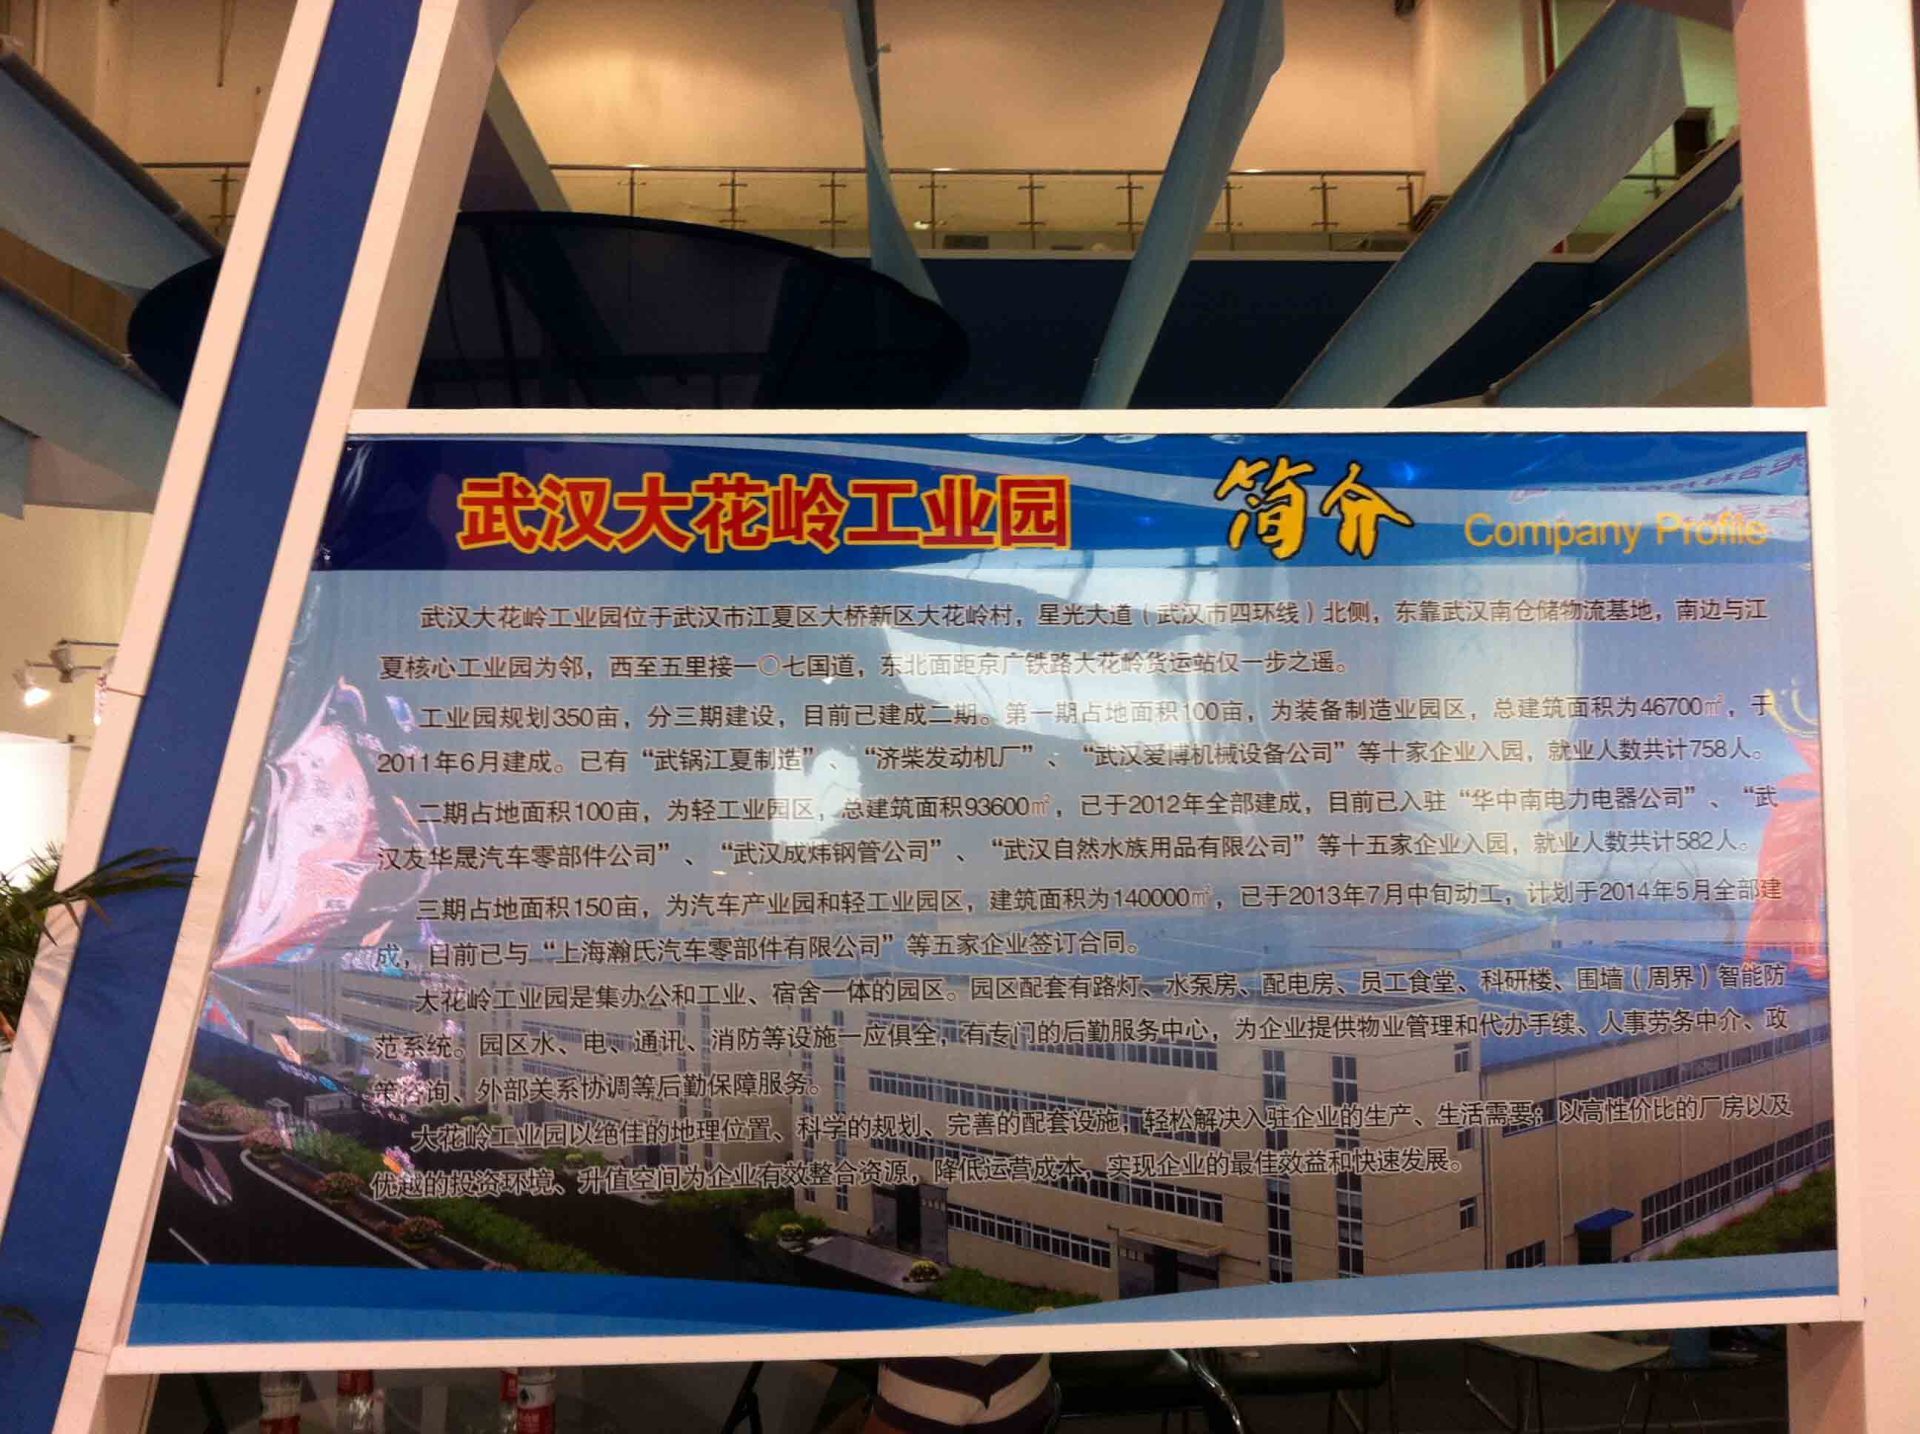 武汉大花岭工业园 简介 Company Profile
武汉大花岭工业园位于武汉市江夏区大桥新区大花岭村，星光大道（武汉市四环线）北侧，东靠武汉南仓储物流基地，南边与江
夏核心工业园为邻，西至五里接一〇七国道，东北面距京广铁路大花岭货运站仅一步之遥。
工业园规划350亩，分三期建设，目前已建成二期。第一期占地面积100亩，为装备制造业园区，总建筑面积为46700㎡，于
2011年6月建成。已有“武锅江夏制造”、“济柴发动机厂”、“武汉爱博机械设备公司”等十家企业入园，就业人数共计758人。
二期占地面积100亩，为轻工业园区，总建筑面积93600㎡，已于2012年全部建成，目前已入驻“华中南电力电器公司”、“武
汉友华晟汽车零部件公司”、“武汉成炜钢管公司”、“武汉自然水族用品有限公司”等十五家企业入园，就业人数共计582人。
三期占地面积150亩，为汽车产业园和轻工业园区，建筑面积为140000㎡，已于2013年7月中旬动工，计划于2014年5月全部建
成，目前已与“上海瀚氏汽车零部件有限公司”等五家企业签订合同。
大花岭工业园是集办公和工业、宿舍一体的园区。园区配套有路灯、水泵房、配电房、员工食堂、科研楼、围墙（周界）智能防
范系统。园区水、电、通讯、消防等设施一应俱全，有专门的后勤服务中心，为企业提供物业管理和代办手续、人事劳务中介、政
策咨询、外部关系协调等后勤保障服务。
大花岭工业园以绝佳的地理位置、科学的规划、完善的配套设施，轻松解决入驻企业的生产、生活需要；以高性价比的厂房以及
优越的投资环境、升值空间为企业有效整合资源，降低运营成本，实现企业的最佳效益和快速发展。